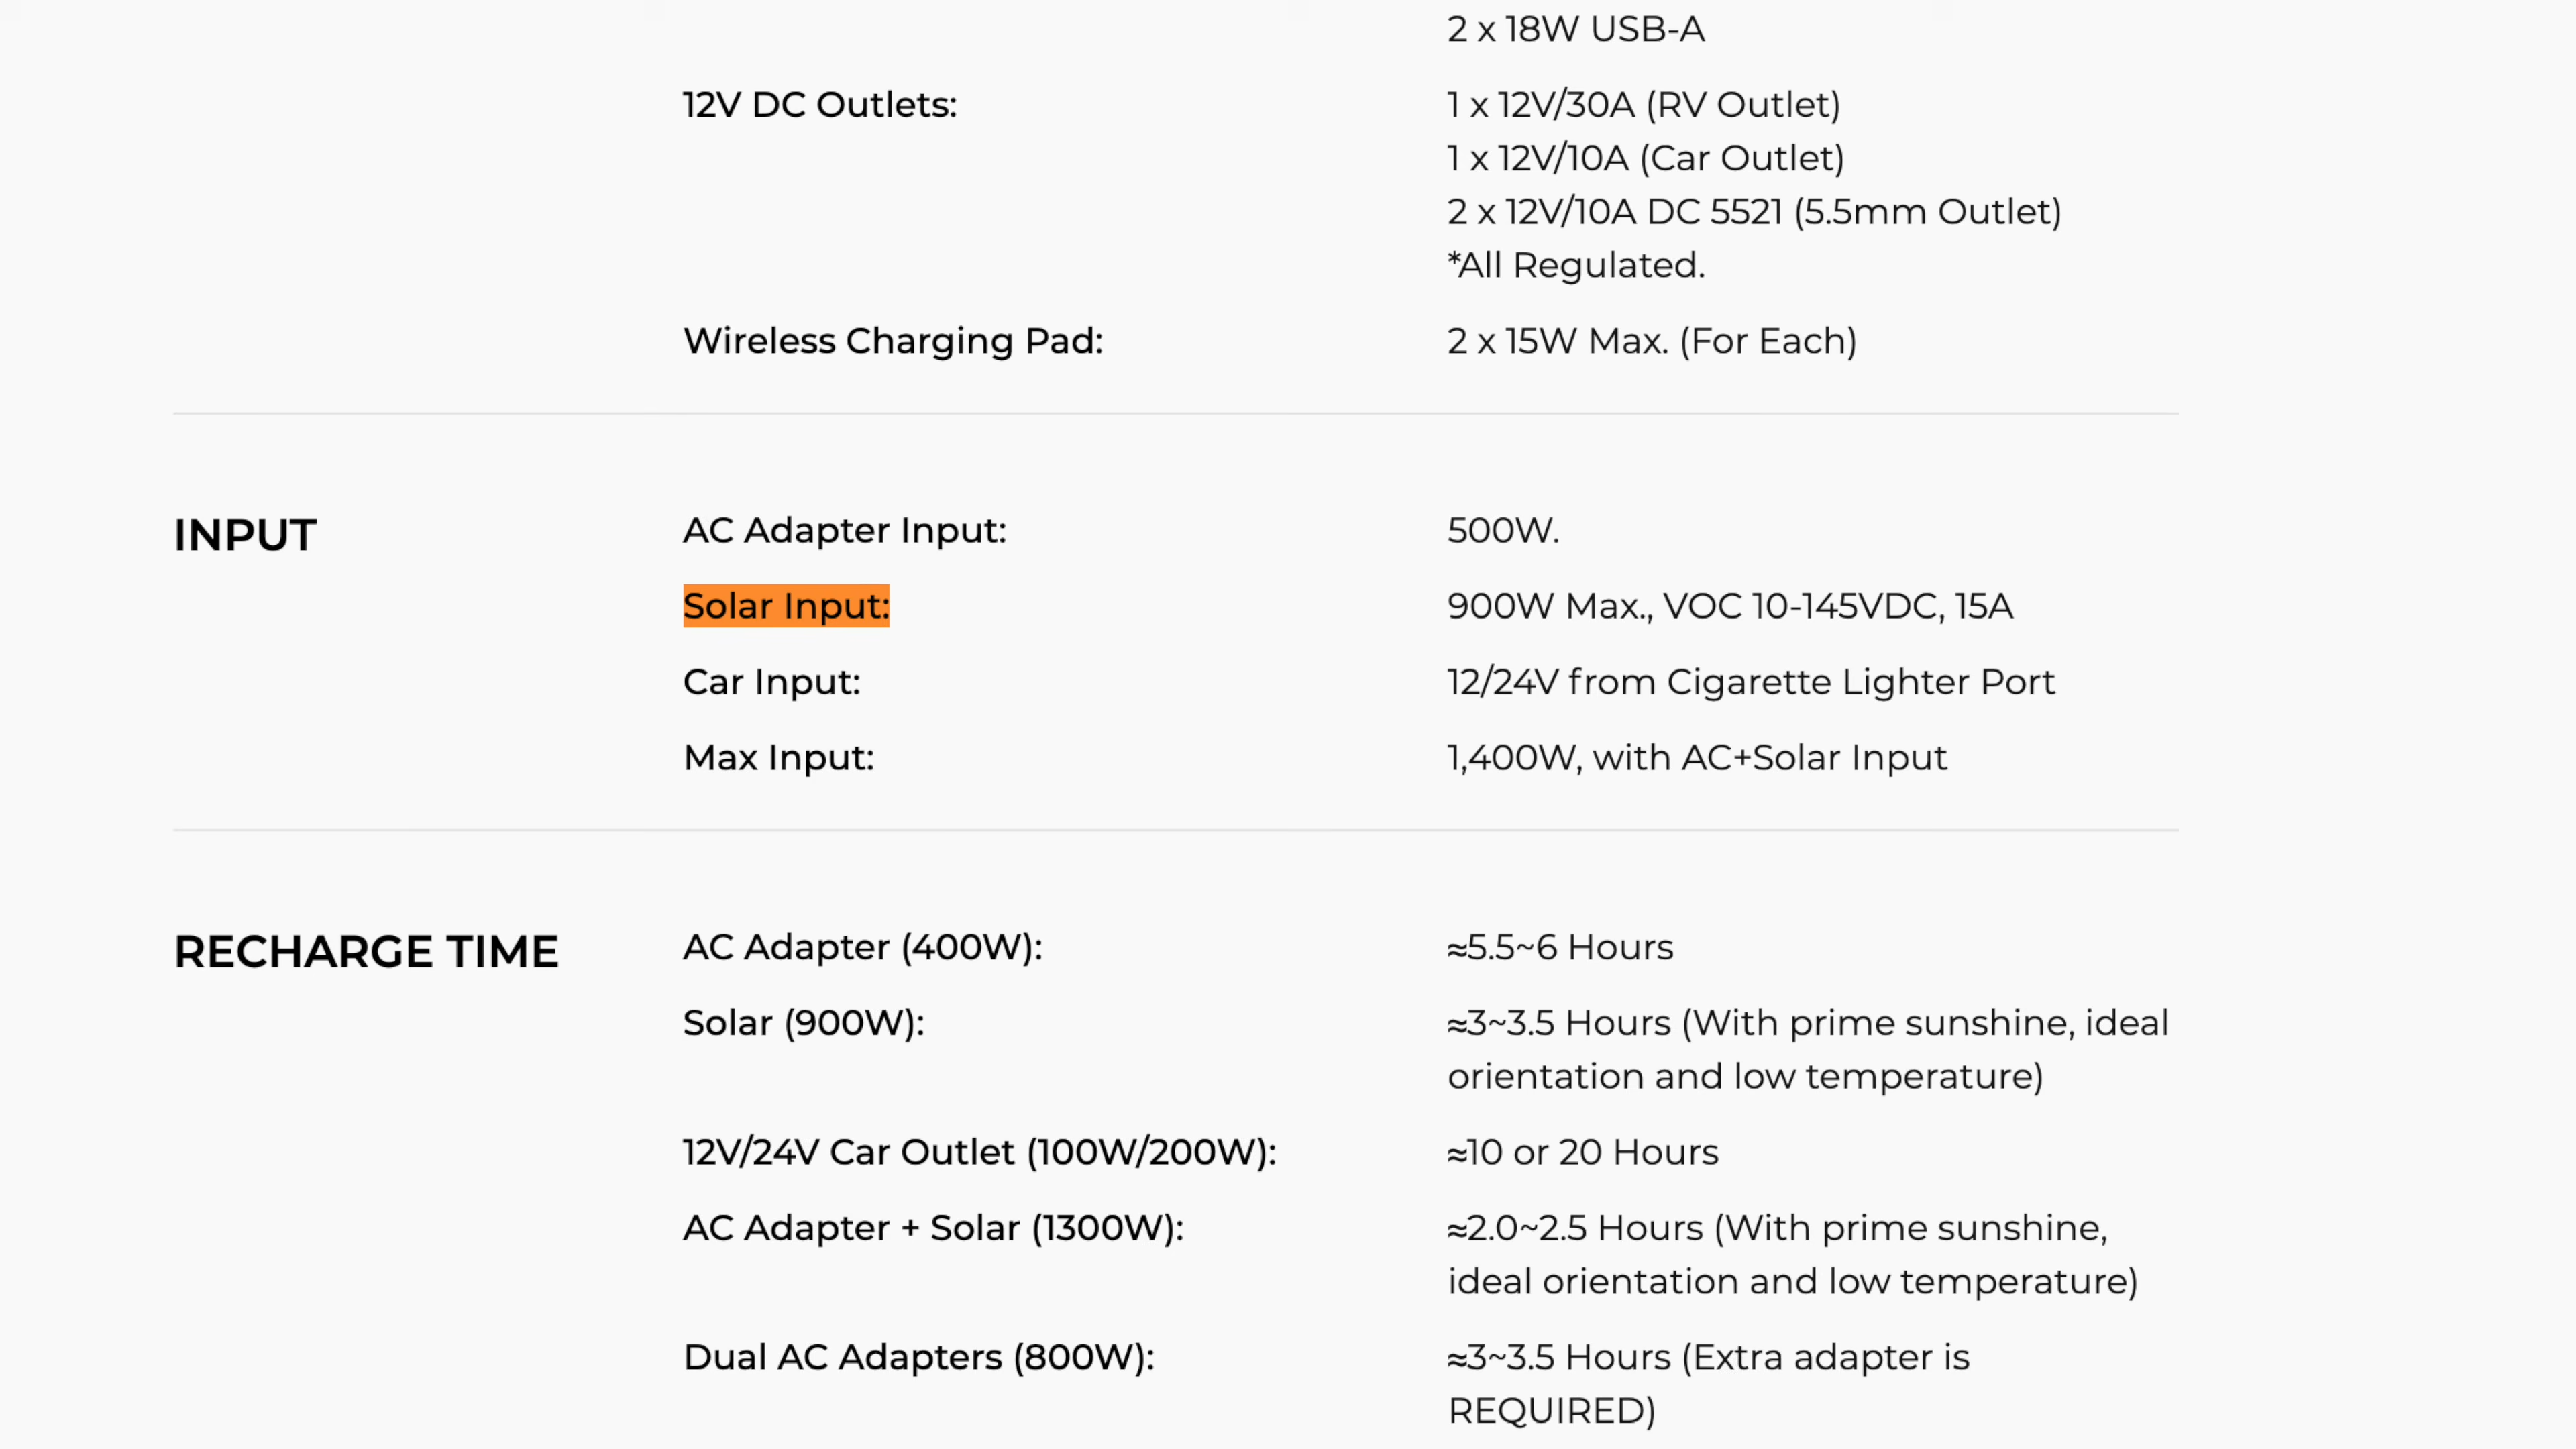 2 x 18W USB-A
12V DC Outlets:
1 x 12V/30A (RV Outlet)
1 x 12V/10A (Car Outlet)
2 x 12V/10A DC 5521 (5.5mm Outlet)
*All Regulated.
Wireless Charging Pad:
2 x 15W Max. (For Each)
INPUT
AC Adapter Input:
500W.
Solar Input:
900W Max., VOC 10-145VDC, 15A
Car Input:
12/24V from Cigarette Lighter Port
Max Input:
1,400W, with AC+Solar Input
RECHARGE TIME
AC Adapter (400W):
≈5.5~6 Hours
Solar (900W):
≈3~3.5 Hours (With prime sunshine, ideal
orientation and low temperature)
12V/24V Car Outlet (100W/200W):
≈10 or 20 Hours
AC Adapter + Solar (1300W):
≈2.0~2.5 Hours (With prime sunshine,
ideal orientation and low temperature)
Dual AC Adapters (800W):
≈3~3.5 Hours (Extra adapter is
REQUIRED)